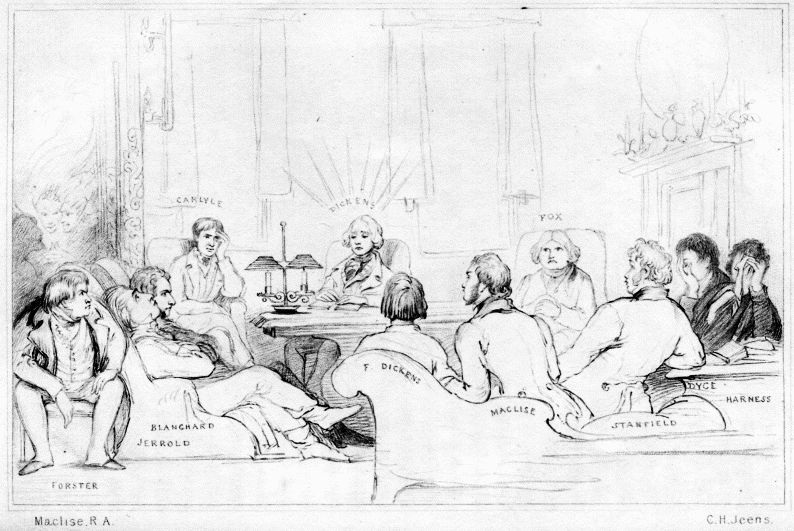 CARLYLE
DICKENS
FOX
F DICKENS
MACLISE
STANFIELD
DYCE
HARNESS
BLANCHARD
JERROLD
FORSTER
Maclise, R.A.
C.H. Jeens.